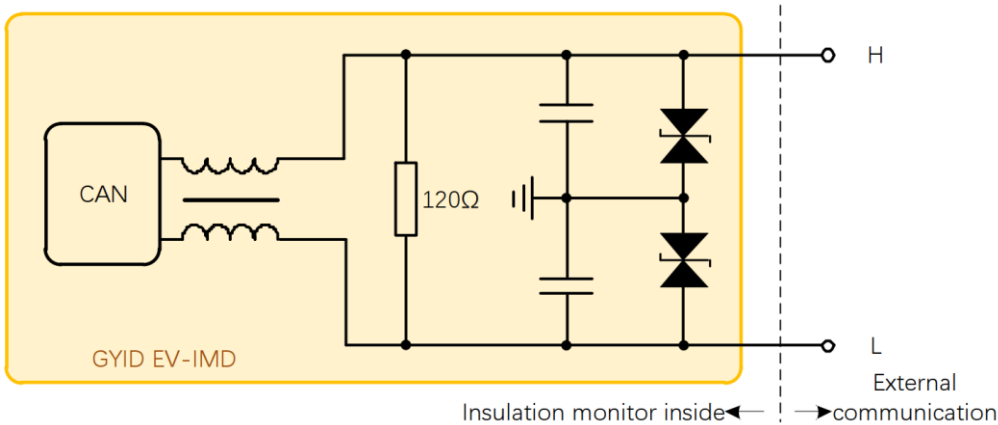 H
CAN
120Ω
GYID EV-IMD
L
External
Insulation monitor inside
communication